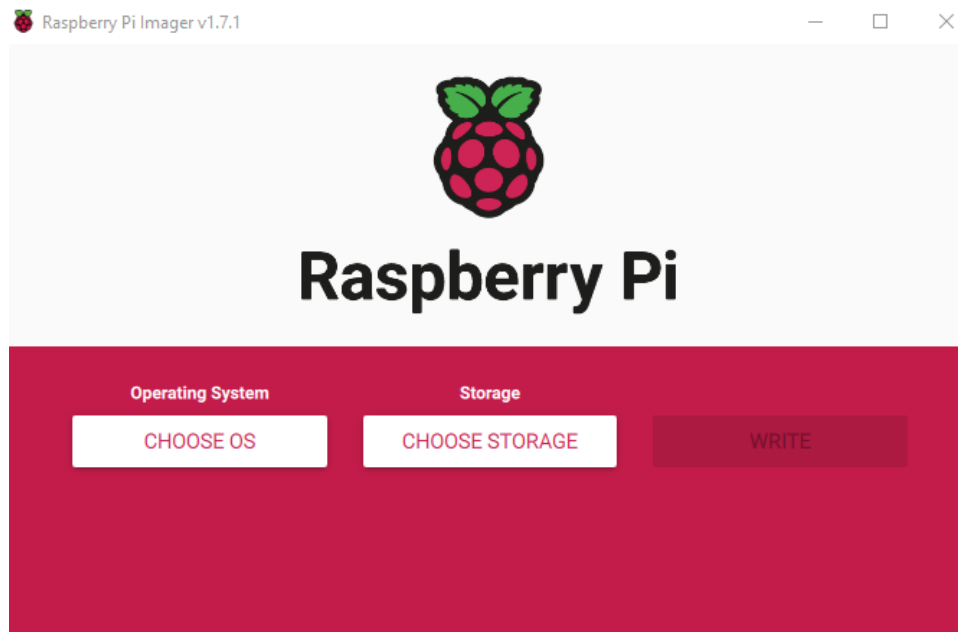 Raspberry Pi Imager v1.7.1
Raspberry Pi
Operating System
Storage
CHOOSE OS
CHOOSE STORAGE
WRITE